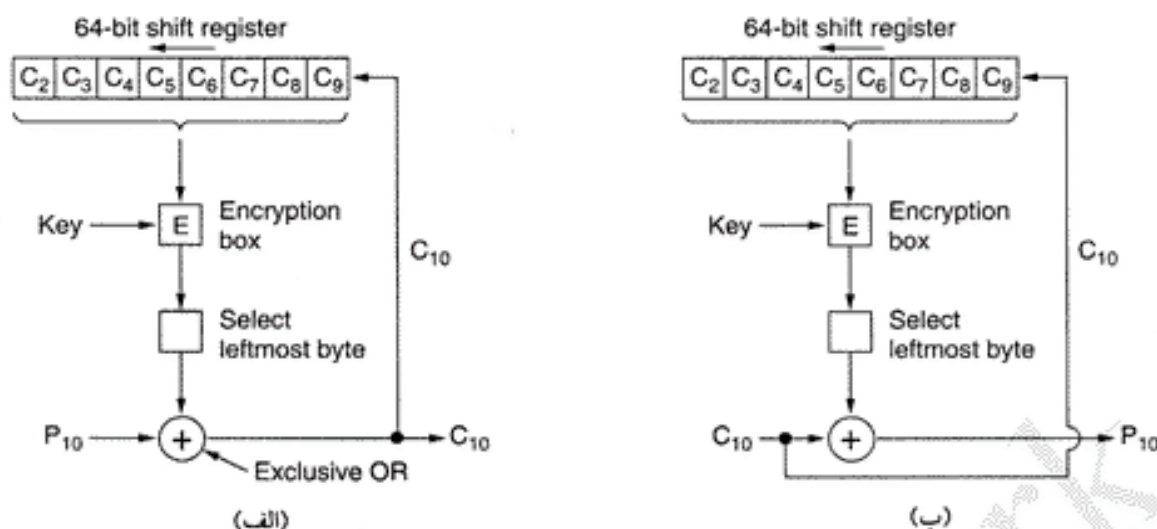 64-bit shift register
C₂ C₃ C₄ C₅ C₆ C₇ C₈ C₉
Key
E
Encryption
box
C₁₀
Select
leftmost byte
P₁₀
+
C₁₀
Exclusive OR
(الف)
64-bit shift register
C₂ C₃ C₄ C₅ C₆ C₇ C₈ C₉
Key
E
Encryption
box
C₁₀
Select
leftmost byte
C₁₀
+
P₁₀
(ب)